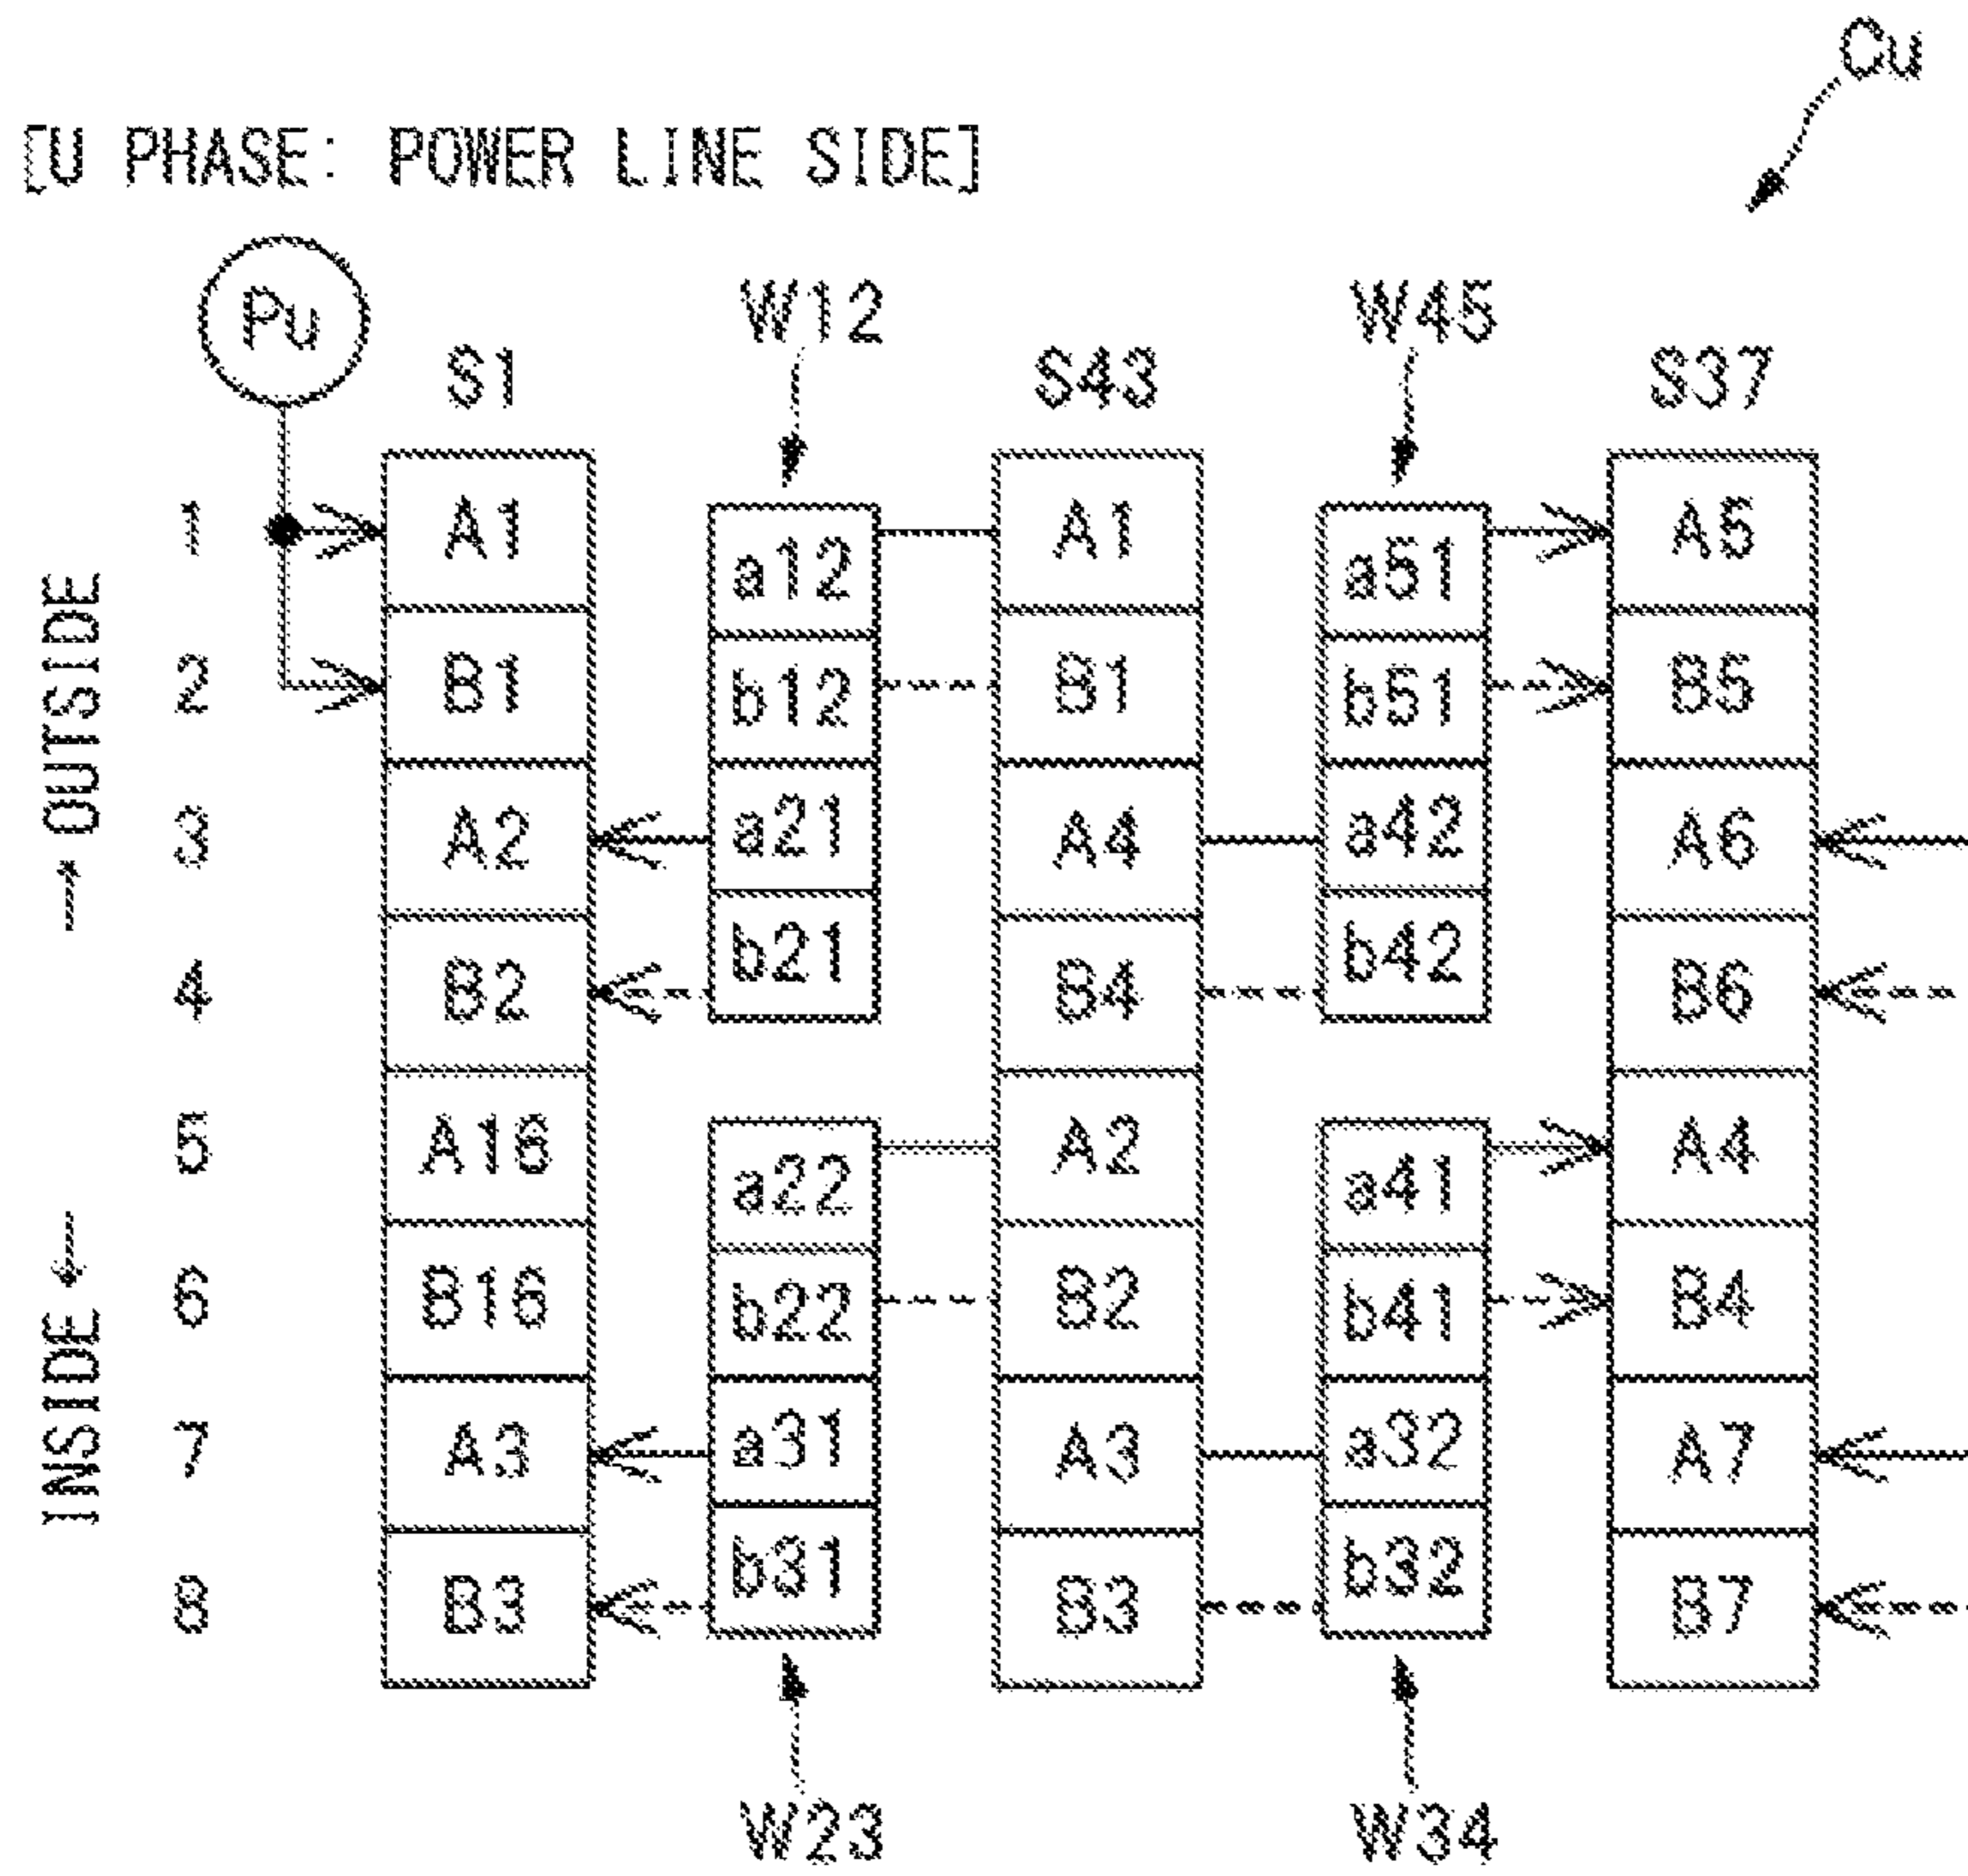 Cu
[U PHASE: POWER LINE SIDE]
Pu
W12
W45
S1
S43
S37
1 A1 a12 A1 a51 A5
2 B1 b12 B1 b51 B5
3 A2 a21 A4 a42 A6
4 B2 b21 B4 b42 B6
5 A16 a22 A2 a41 A4
6 B16 b22 B2 b41 B4
7 A3 a31 A3 a32 A7
8 B3 b31 B3 b32 B7
→ OUTSIDE
INSIDE ←
W23
W34